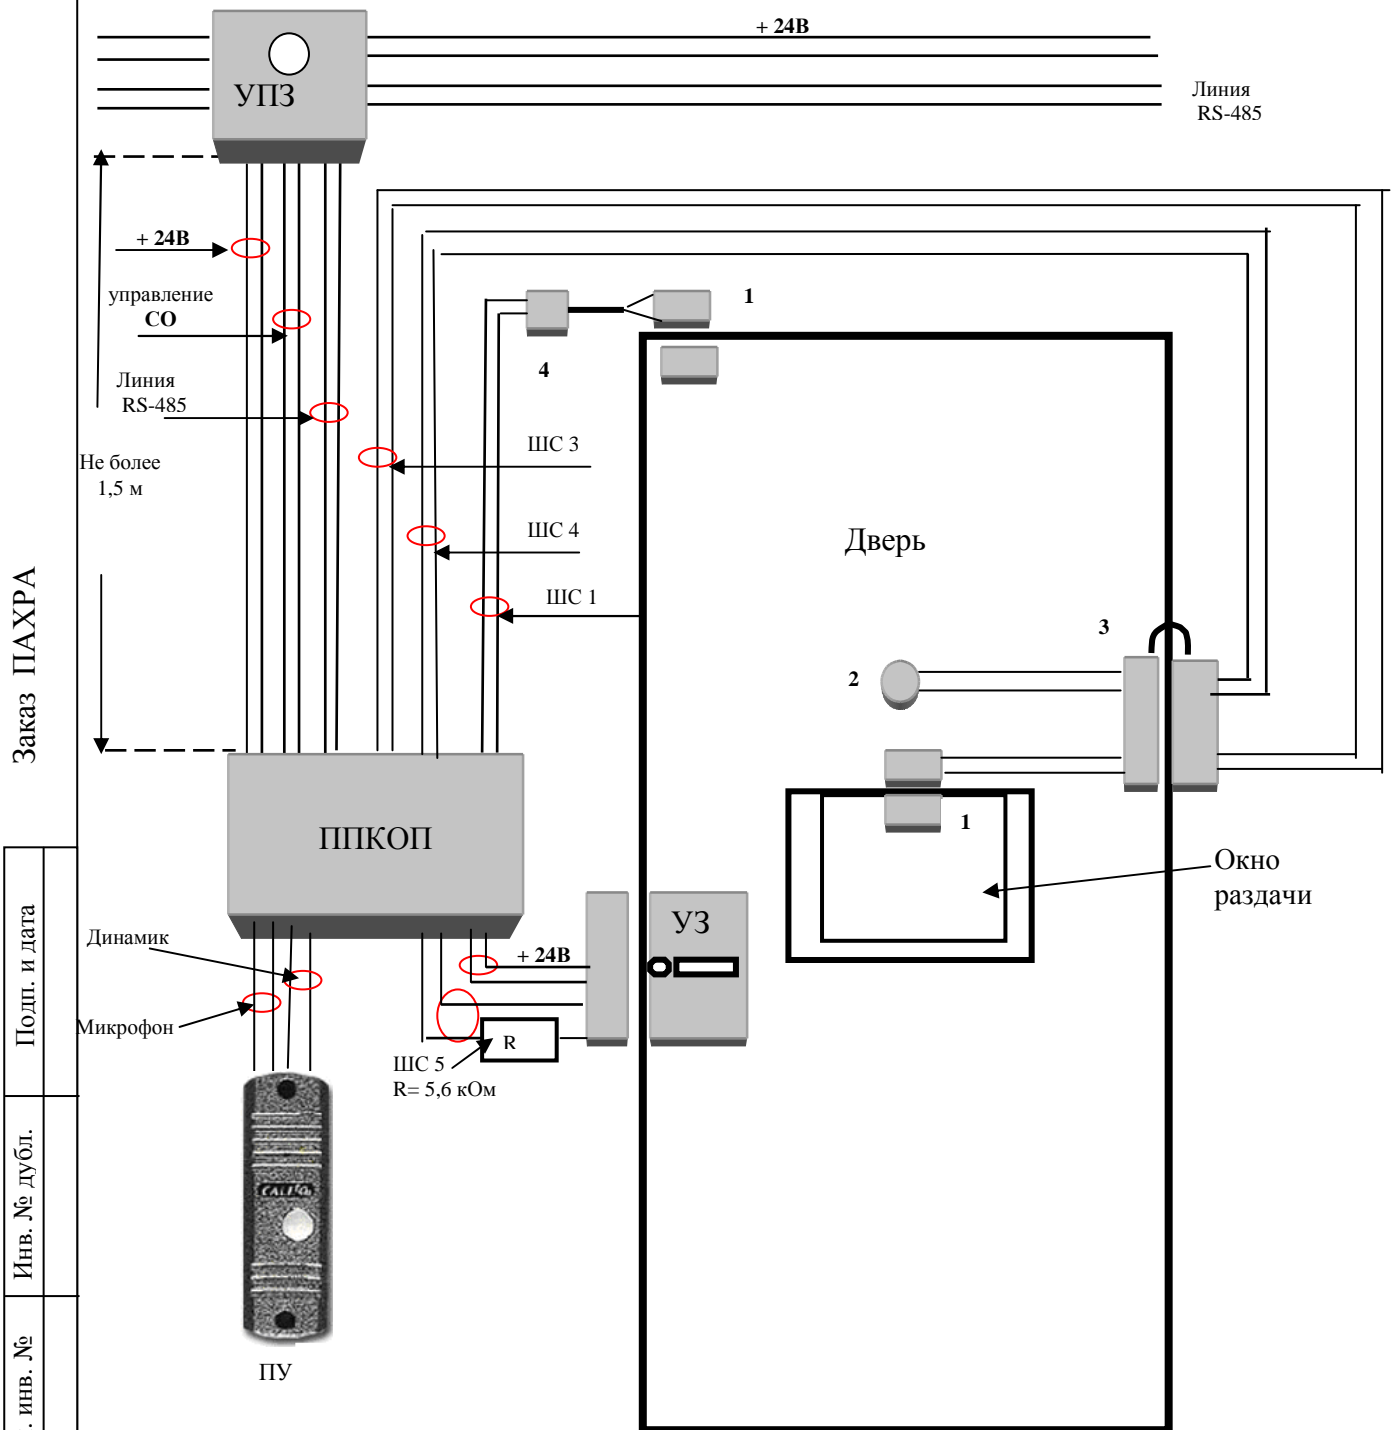 + 24В
УПЗ
Линия
RS-485
+ 24В
управление
СО
1
4
Линия
RS-485
ШС 3
Не более
1,5 м
ШС 4
Дверь
ШС 1
3
2
ППКОП
1
Окно
раздачи
УЗ
Динамик
+ 24В
Микрофон
R
ШС 5
R= 5,6 кОм
ПУ
Заказ ПАХРА
Подп. и дата
Инв. № дубл.
. инв. №